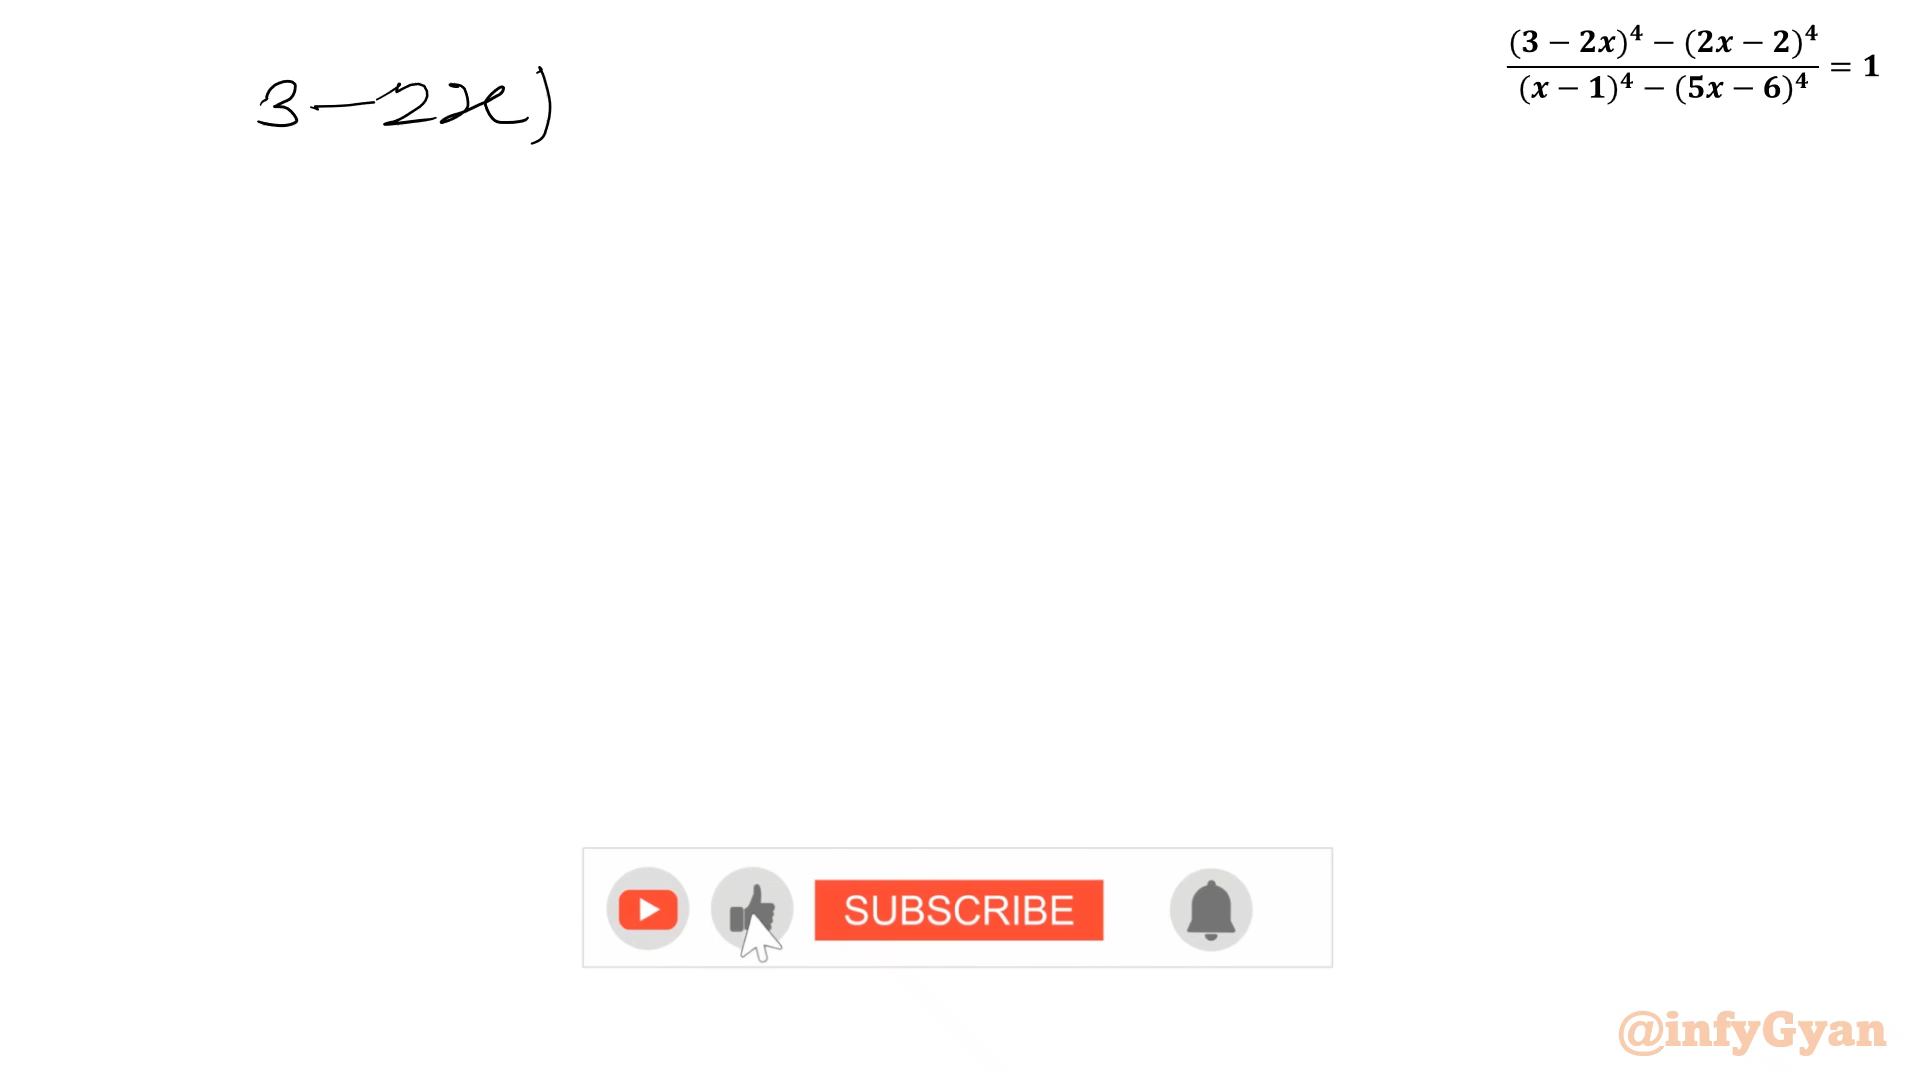 3-2x)
(3 − 2x)⁴ − (2x − 2)⁴
(x − 1)⁴ − (5x − 6)⁴
= 1
SUBSCRIBE
@infyGyan